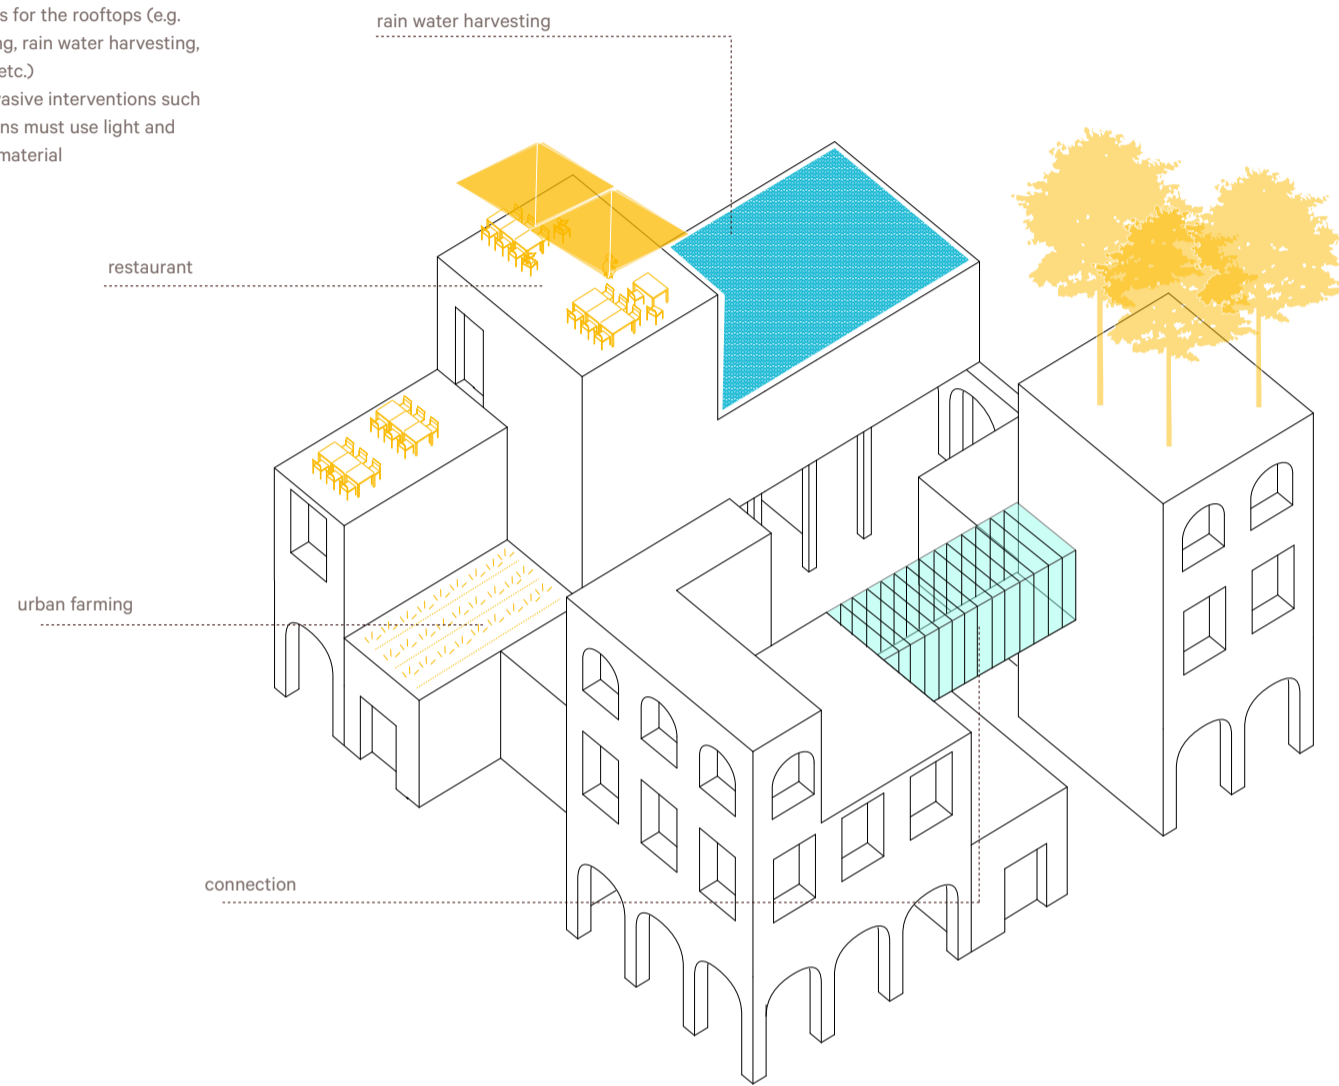 s for the rooftops (e.g.
g, rain water harvesting,
etc.)
asive interventions such
ns must use light and
material
rain water harvesting
restaurant
urban farming
connection